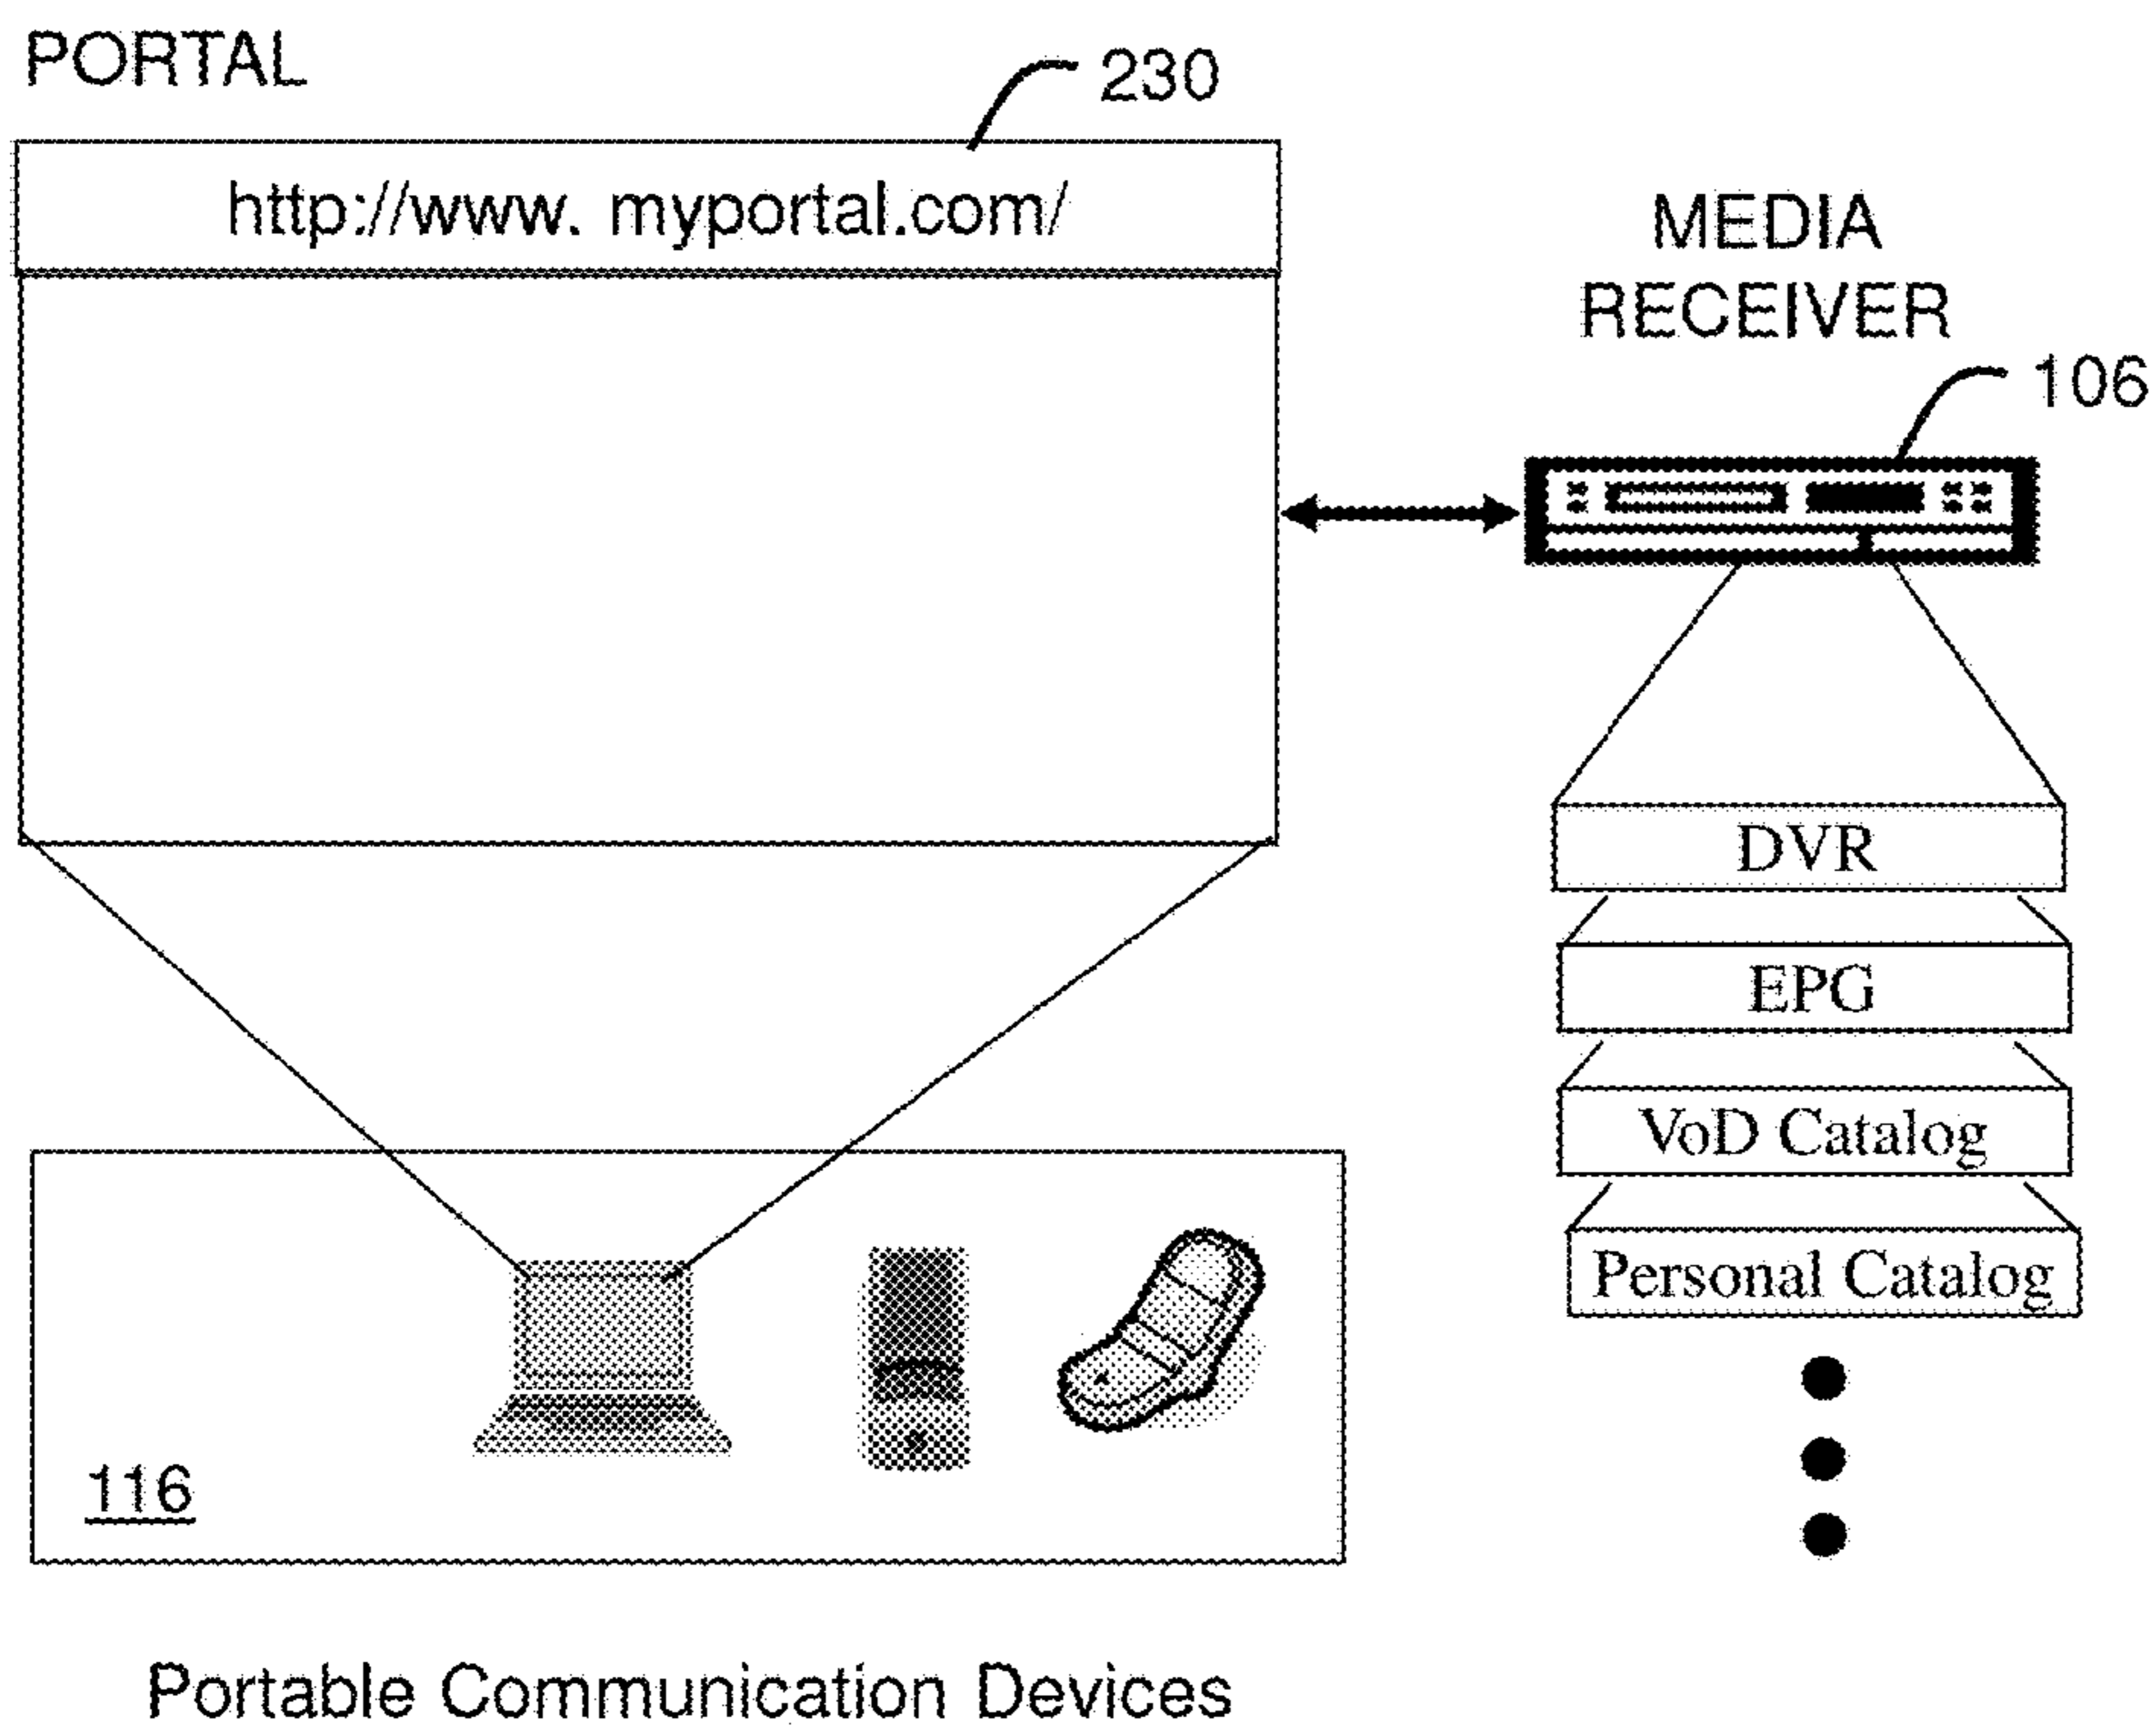 PORTAL
230
http://www. myportal.com/
MEDIA
RECEIVER
106
DVR
EPG
VoD Catalog
Personal Catalog
116
Portable Communication Devices